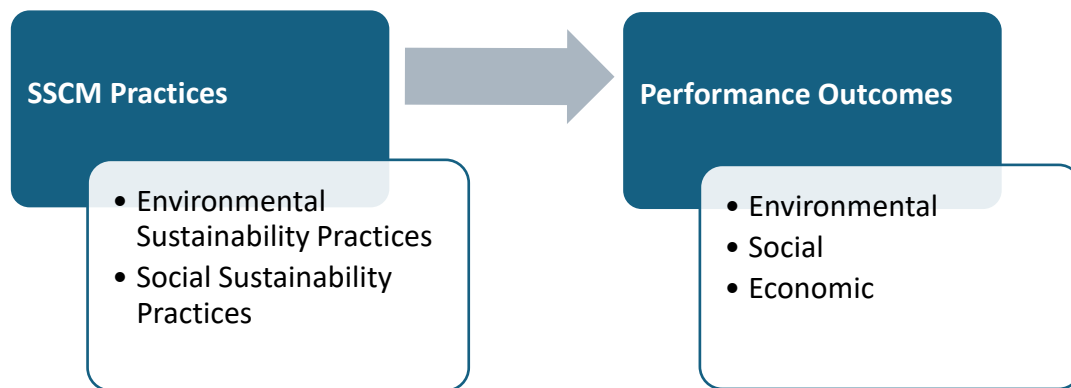 SSCM Practices
• Environmental
Sustainability Practices
• Social Sustainability
Practices
Performance Outcomes
• Environmental
• Social
• Economic